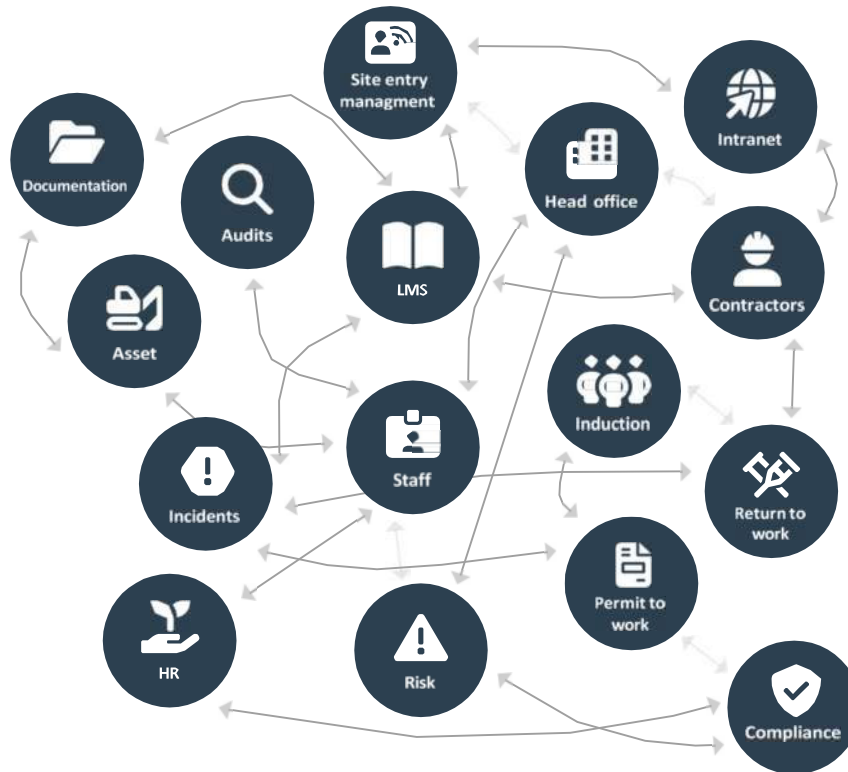 Site entry
managment
Intranet
Documentation
Head office
Audits
LMS
Contractors
Asset
Induction
Staff
Incidents
Return to
work
Permit to
work
HR
Risk
Compliance